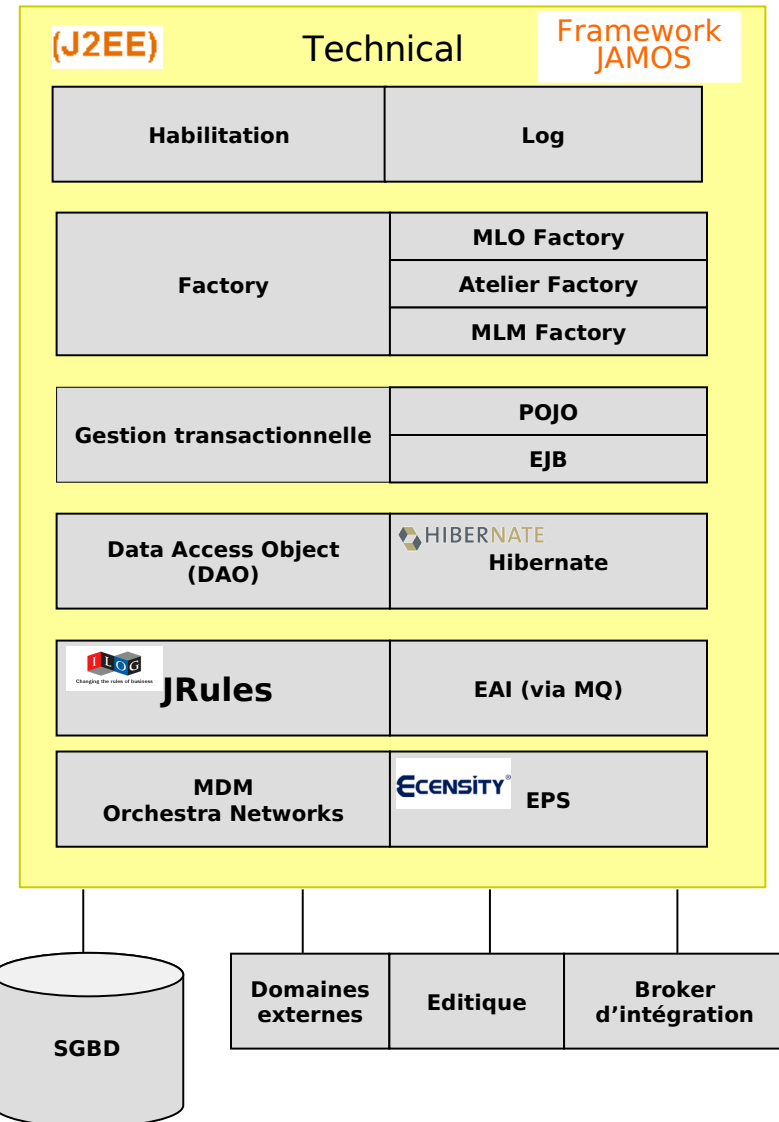 (J2EE)
Technical
Framework
JAMOS
Habilitation
Log
Factory
MLO Factory
Atelier Factory
MLM Factory
Gestion transactionnelle
POJO
EJB
Data Access Object
(DAO)
HIBERNATE
Hibernate
ILOG
Changing the rules of business
JRules
EAI (via MQ)
MDM
Orchestra Networks
ECENSITY®
EPS
SGBD
Domaines
externes
Editique
Broker
d’intégration